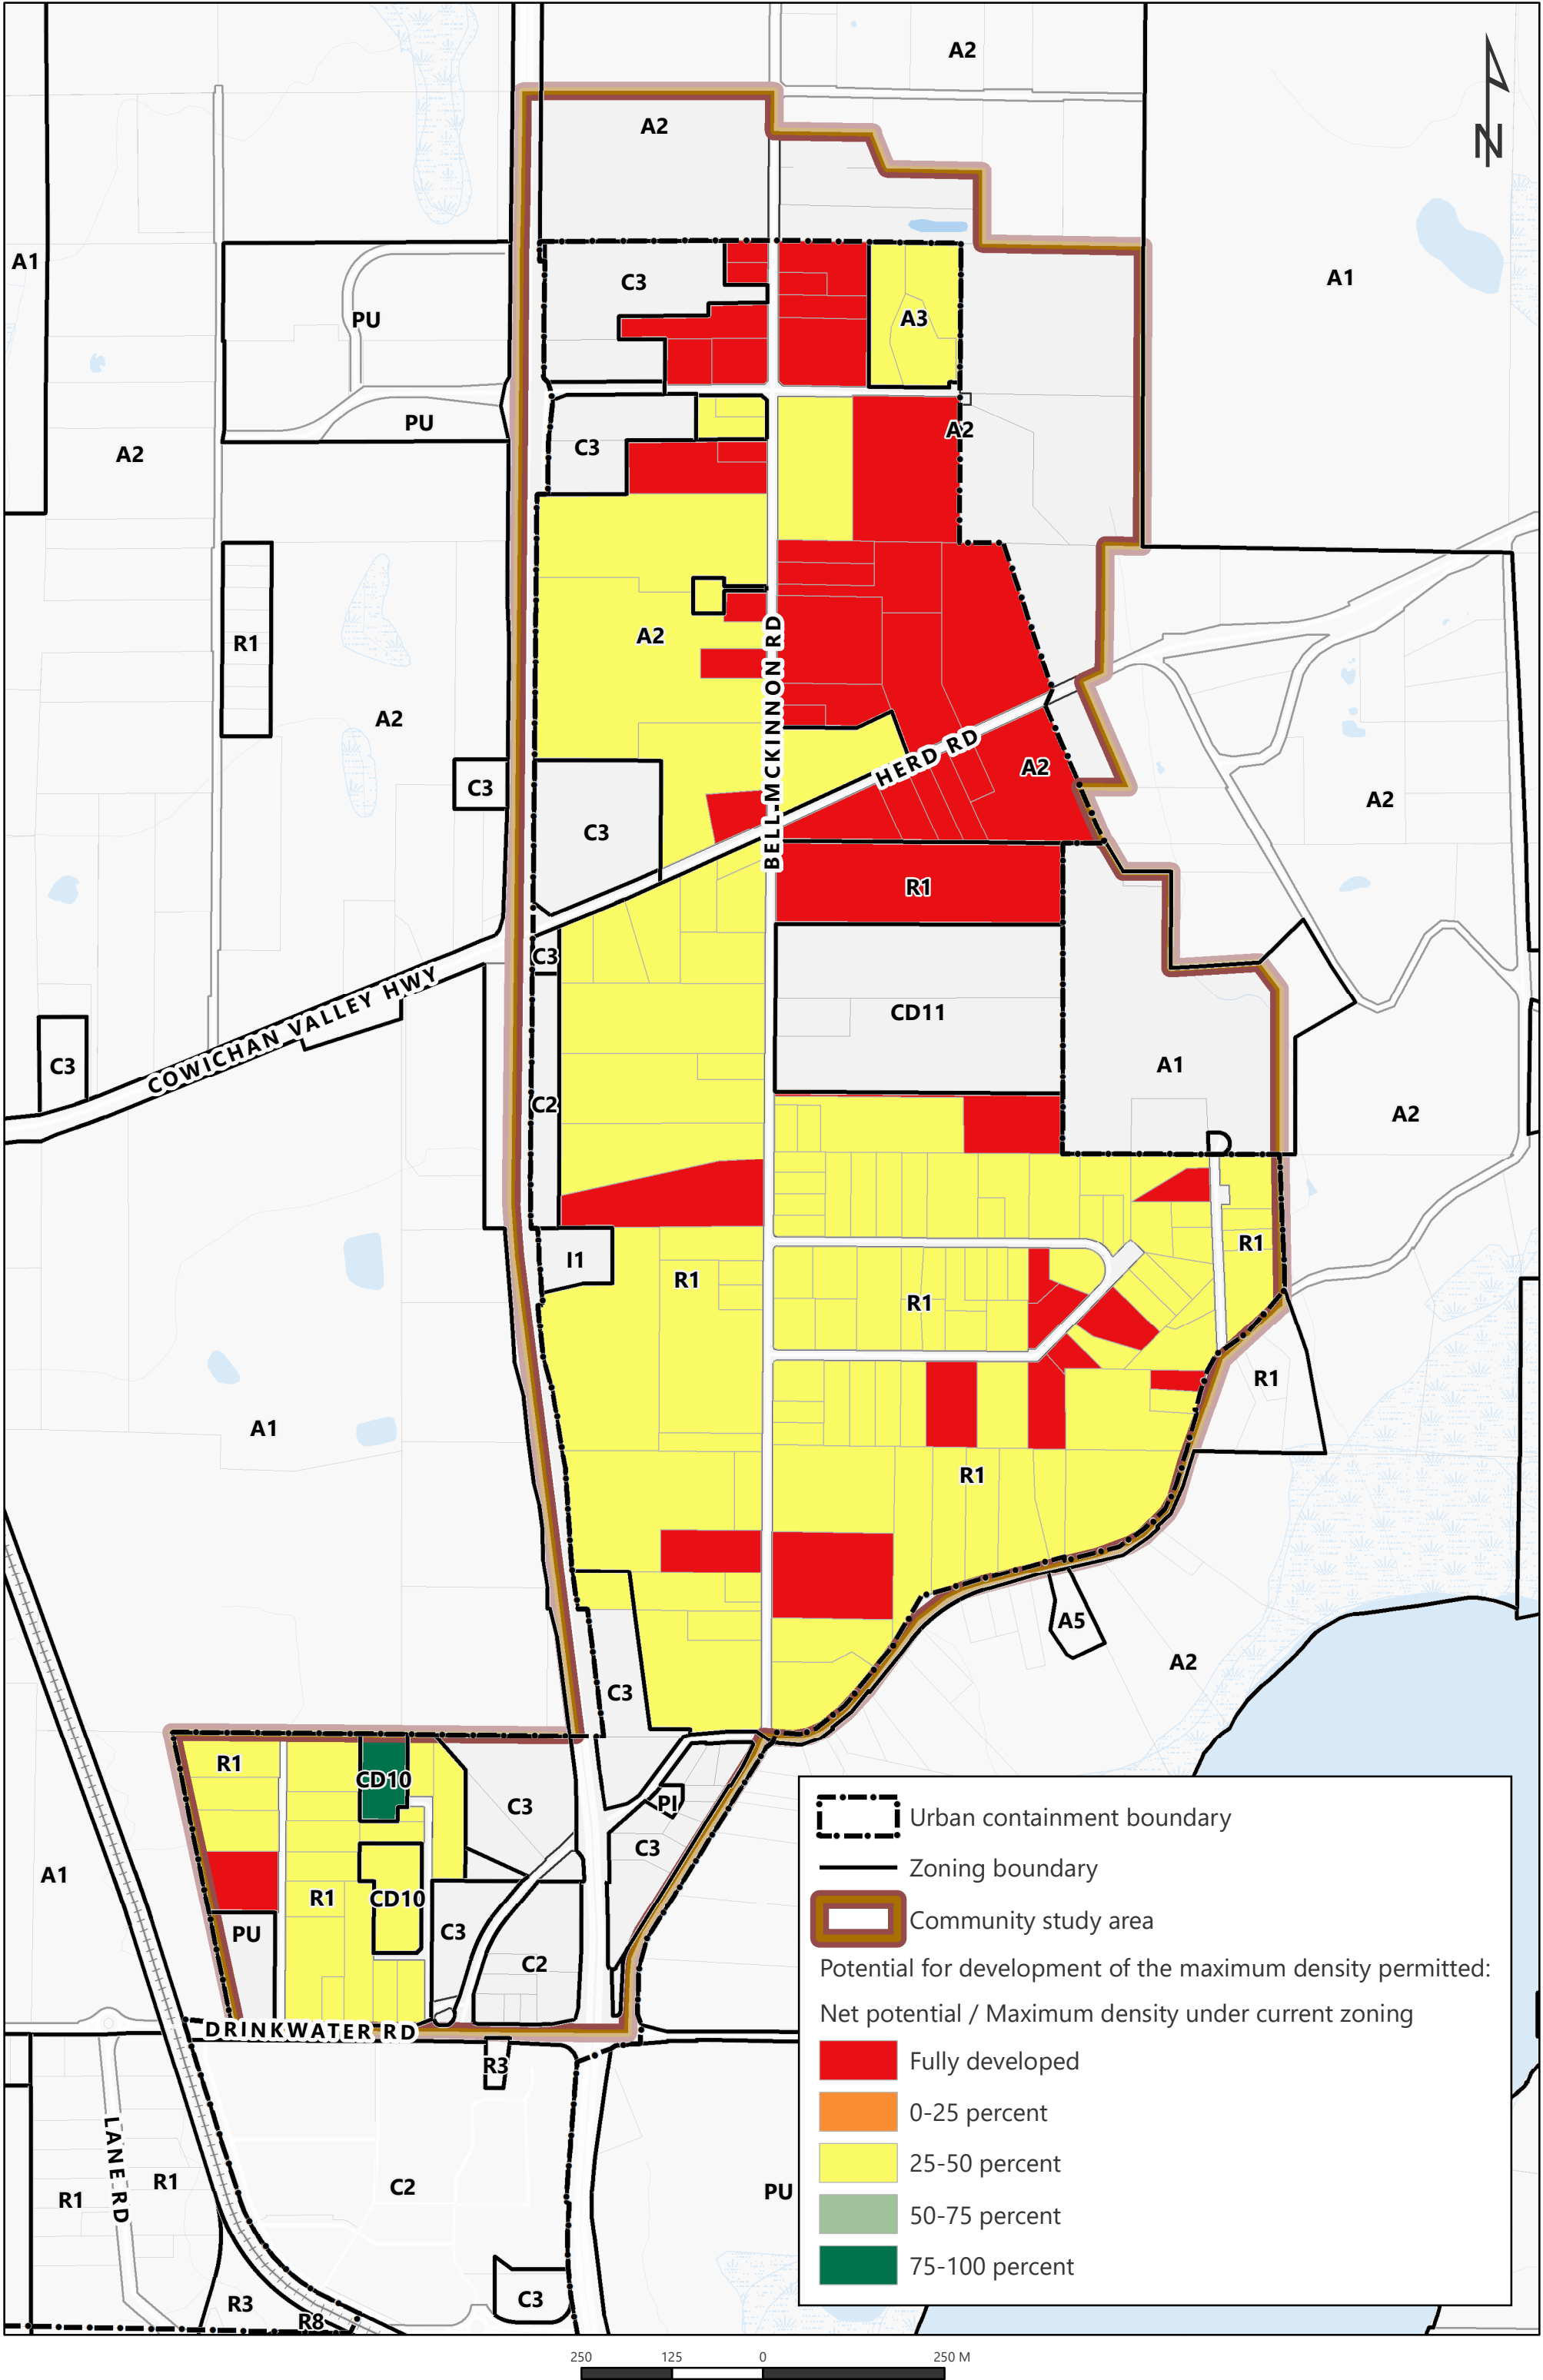 A2
N
A2
A1
A1
C3
PU
A3
PU
A2
C3
A2
R1
A2
BELL-MCKINNON RD
A2
HERD RD
A2
C3
A2
C3
R1
C3
COWICHAN VALLEY HWY
CD11
C3
A1
C2
A2
R1
I1
R1
R1
R1
A1
R1
A5
A2
C3
R1
CD10
C3
PI
C3
A1
R1
CD10
C3
PU
C2
DRINKWATER RD
R3
LANE RD
R1
R1
C2
PU
C3
R3
R8
Urban containment boundary
Zoning boundary
Community study area
Potential for development of the maximum density permitted:
Net potential / Maximum density under current zoning
Fully developed
0-25 percent
25-50 percent
50-75 percent
75-100 percent
250 125 0 250 M